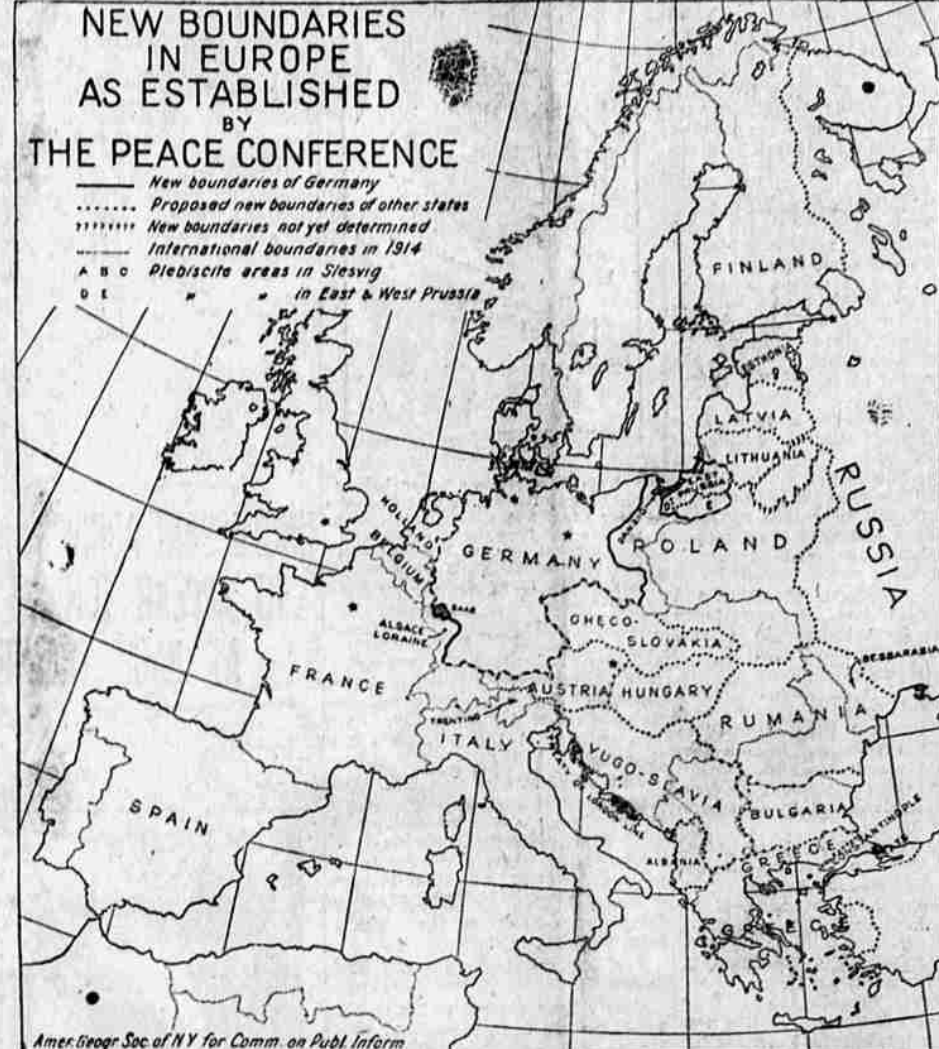 NEW BOUNDARIES
IN EUROPE
AS ESTABLISHED
BY
THE PEACE CONFERENCE
New boundaries of Germany
Proposed new boundaries of other states
New boundaries not yet determined
International boundaries in 1914
A B C Plebiscite areas in Slesvig
D E " " in East & West Prussia
FINLAND
ESTHONIA
LATVIA
LITHUANIA
RUSSIA
HOLLAND
BELGIUM
GERMANY
POLAND
SAAR
ALSACE
LORAINE
CHECO-
SLOVAKIA
BESSARABIA
FRANCE
AUSTRIA HUNGARY
RUMANIA
TRENTINO
ITALY
YUGO-SLAVIA
SPAIN
BULGARIA
ALBANIA
GREECE
GREECE
Amer. Geogr Soc. of N Y for Comm. on Publ. Inform